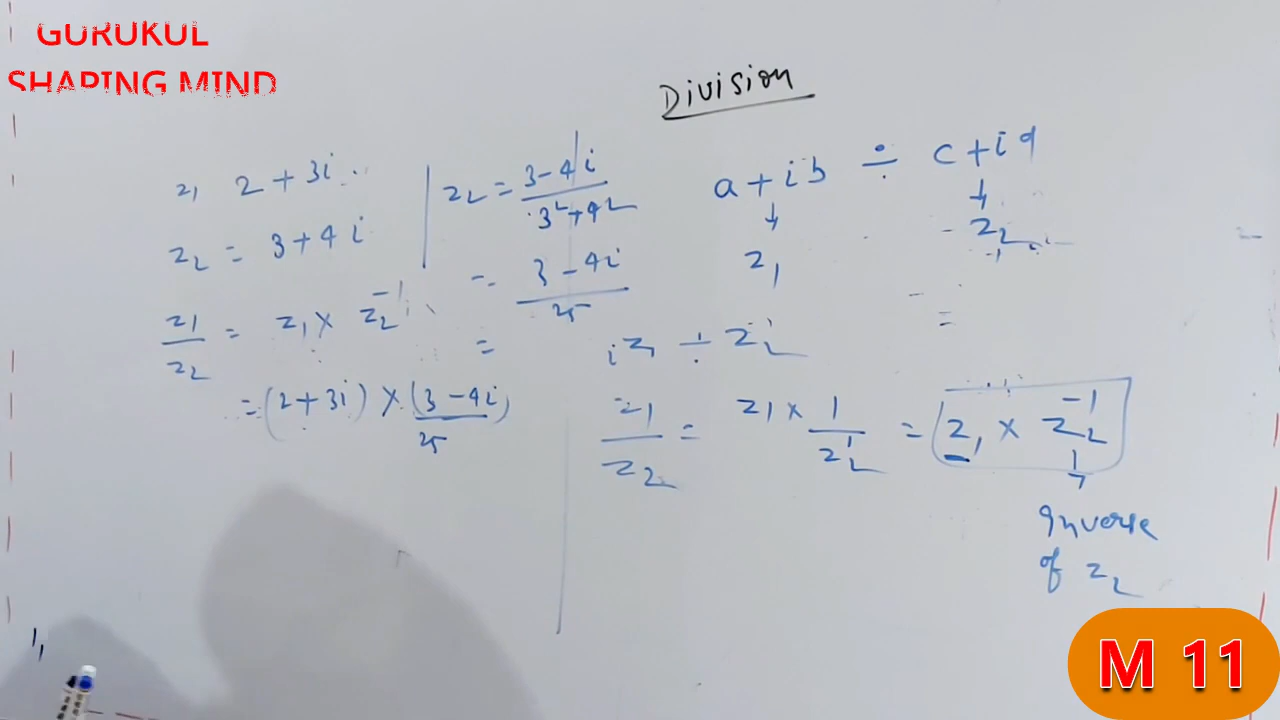 GURUKUL
SHAPING MIND
Division
z₁ 2 + 3i
z₂ = 3 + 4i
z₁/z₂ = z₁ × z₂⁻¹
= (2 + 3i) × (3 - 4i)/25
z₂ = (3 - 4i)/(3² + 4²)
= (3 - 4i)/25
=
a + ib ÷ c + id
↓ ↓
z₁ z₂
=
z₁ ÷ z₂
z₁/z₂ = z₁ × 1/z₂ = z₁ × z₂⁻¹
Inverse
of z₂
M 11